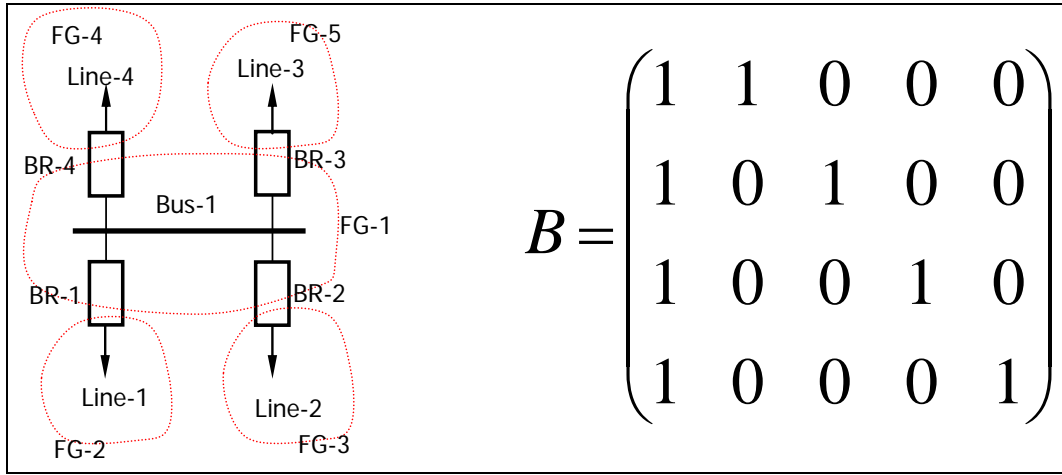 FG-4
FG-5
Line-4
Line-3
BR-4
BR-3
Bus-1
FG-1
BR-1
BR-2
Line-1
Line-2
FG-2
FG-3
B =
1 1 0 0 0
1 0 1 0 0
1 0 0 1 0
1 0 0 0 1